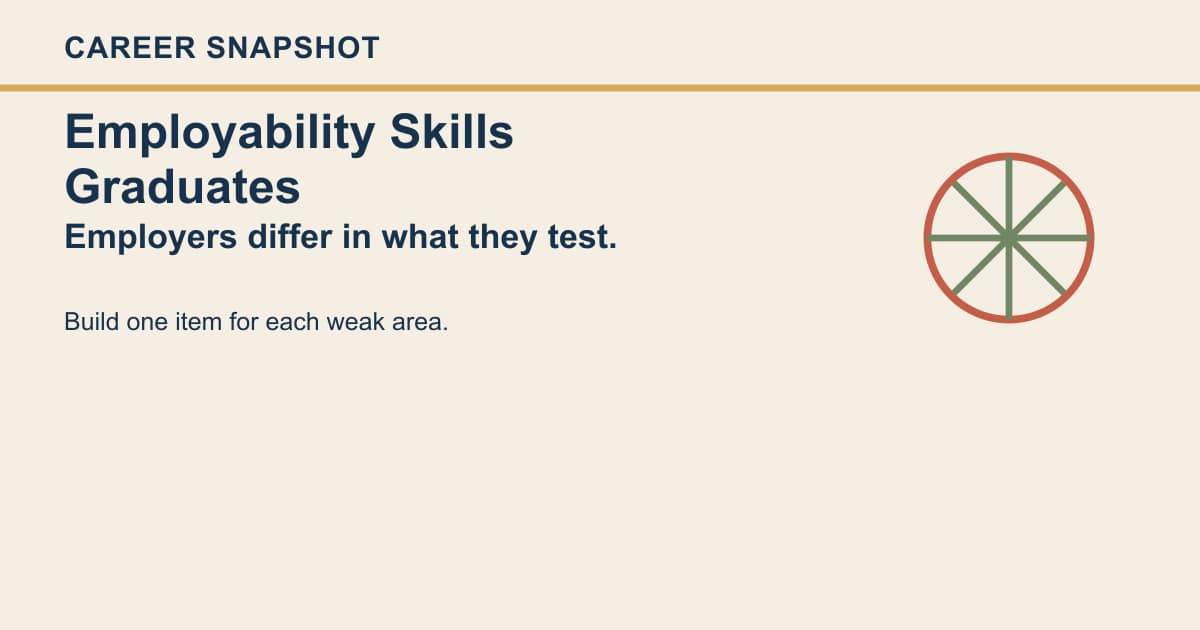 CAREER SNAPSHOT
Employability Skills
Graduates
Employers differ in what they test.
Build one item for each weak area.